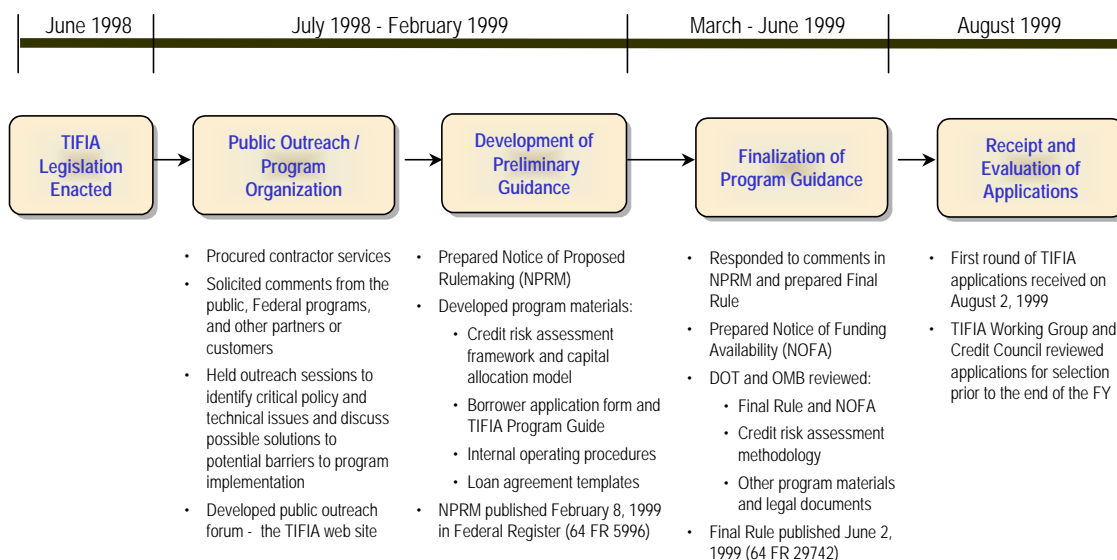 June 1998
July 1998 - February 1999
March - June 1999
August 1999
TIFIA
Legislation
Enacted
Public Outreach /
Program
Organization
Development of
Preliminary
Guidance
Finalization of
Program Guidance
Receipt and
Evaluation of
Applications
• Procured contractor services
• Solicited comments from the
public, Federal programs,
and other partners or
customers
• Held outreach sessions to
identify critical policy and
technical issues and discuss
possible solutions to
potential barriers to program
implementation
• Developed public outreach
forum - the TIFIA web site
• Prepared Notice of Proposed
Rulemaking (NPRM)
• Developed program materials:
• Credit risk assessment
framework and capital
allocation model
• Borrower application form and
TIFIA Program Guide
• Internal operating procedures
• Loan agreement templates
• NPRM published February 8, 1999
in Federal Register (64 FR 5996)
• Responded to comments in
NPRM and prepared Final
Rule
• Prepared Notice of Funding
Availability (NOFA)
• DOT and OMB reviewed:
• Final Rule and NOFA
• Credit risk assessment
methodology
• Other program materials
and legal documents
• Final Rule published June 2,
1999 (64 FR 29742)
• First round of TIFIA
applications received on
August 2, 1999
• TIFIA Working Group and
Credit Council reviewed
applications for selection
prior to the end of the FY